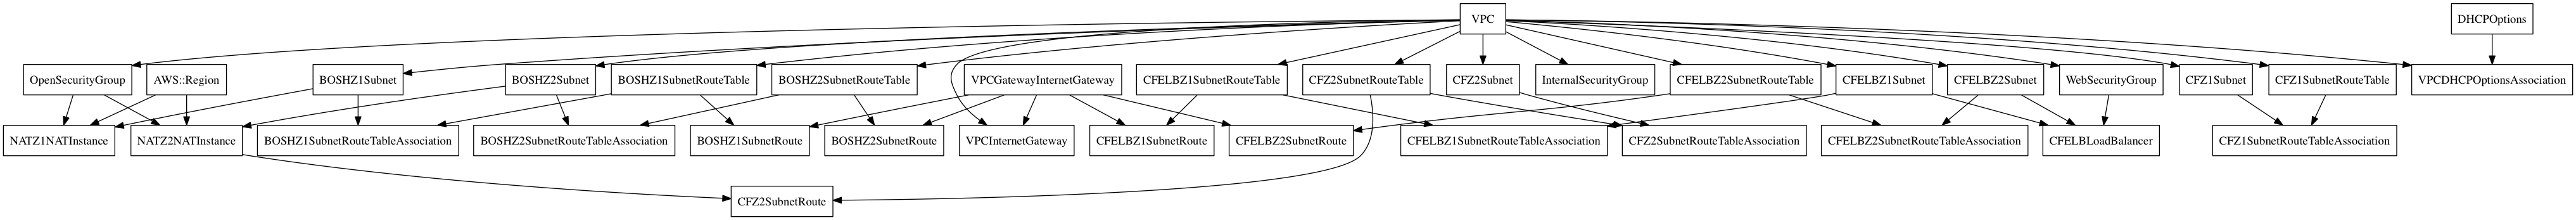 VPC
DHCPOptions
OpenSecurityGroup
AWS::Region
BOSHZ1Subnet
BOSHZ2Subnet
BOSHZ1SubnetRouteTable
BOSHZ2SubnetRouteTable
VPCGatewayInternetGateway
CFELBZ1SubnetRouteTable
CFZ2SubnetRouteTable
CFZ2Subnet
InternalSecurityGroup
CFELBZ2SubnetRouteTable
CFELBZ1Subnet
CFELBZ2Subnet
WebSecurityGroup
CFZ1Subnet
CFZ1SubnetRouteTable
VPCDHCPOptionsAssociation
NATZ1NATInstance
NATZ2NATInstance
BOSHZ1SubnetRouteTableAssociation
BOSHZ2SubnetRouteTableAssociation
BOSHZ1SubnetRoute
BOSHZ2SubnetRoute
VPCInternetGateway
CFELBZ1SubnetRoute
CFELBZ2SubnetRoute
CFELBZ1SubnetRouteTableAssociation
CFZ2SubnetRouteTableAssociation
CFELBZ2SubnetRouteTableAssociation
CFELBLoadBalancer
CFZ1SubnetRouteTableAssociation
CFZ2SubnetRoute